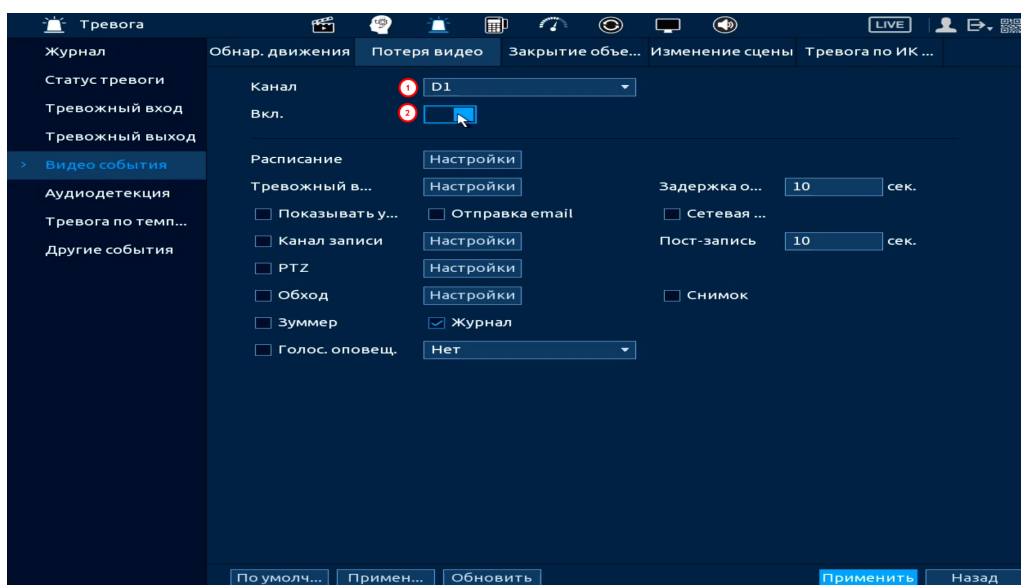 Тревога LIVE
Журнал
Статус тревоги
Тревожный вход
Тревожный выход
> Видео события
Аудиодетекция
Тревога по темп...
Другие события
Обнар. движения Потеря видео Закрытие объе... Изменение сцены Тревога по ИК ...
Канал 1 D1
Вкл. 2
Расписание Настройки
Тревожный в... Настройки Задержка о... 10 сек.
Показывать у... Отправка email Сетевая ...
Канал записи Настройки Пост-запись 10 сек.
PTZ Настройки
Обход Настройки Снимок
Зуммер Журнал
Голос. оповещ. Нет
По умолч... Примен... Обновить Применить Назад